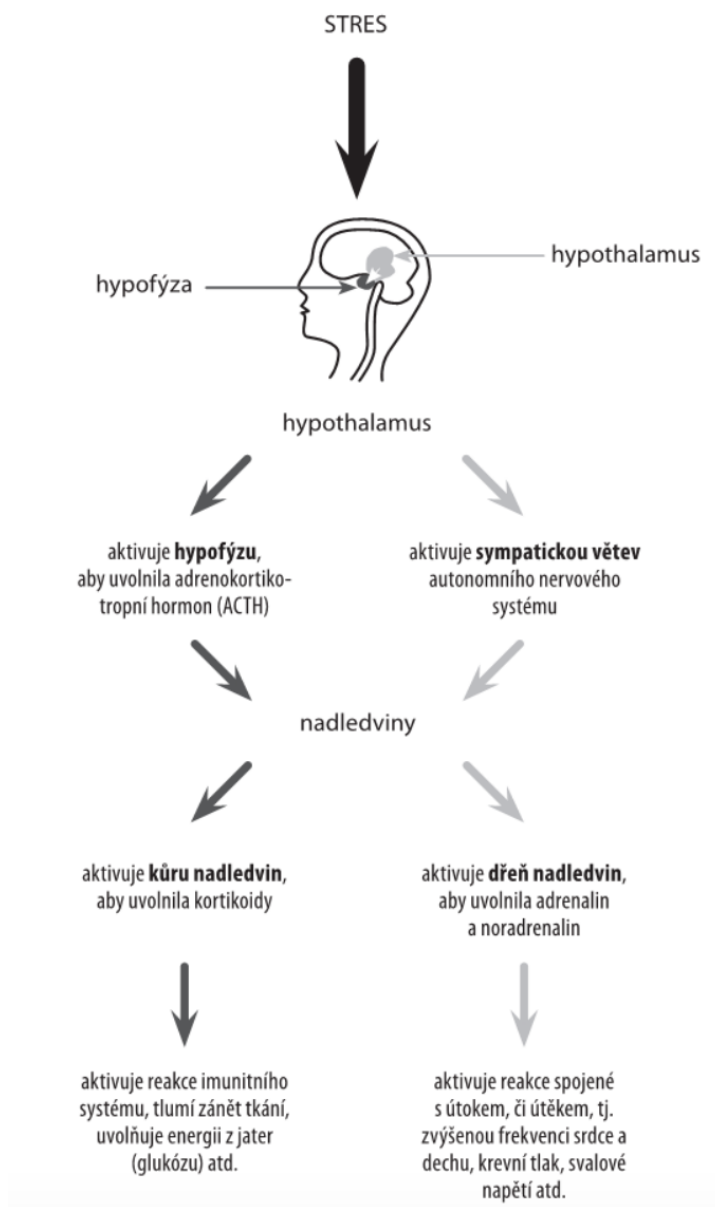 STRES
hypothalamus
hypofýza
hypothalamus
aktivuje hypofýzu,
aby uvolnila adrenokortiko-
tropní hormon (ACTH)
aktivuje sympatickou větev
autonomního nervového
systému
nadledviny
aktivuje kůru nadledvin,
aby uvolnila kortikoidy
aktivuje dřeň nadledvin,
aby uvolnila adrenalin
a noradrenalin
aktivuje reakce imunitního
systému, tlumí zánět tkání,
uvolňuje energii z jater
(glukózu) atd.
aktivuje reakce spojené
s útokem, či útěkem, tj.
zvýšenou frekvenci srdce a
dechu, krevní tlak, svalové
napětí atd.